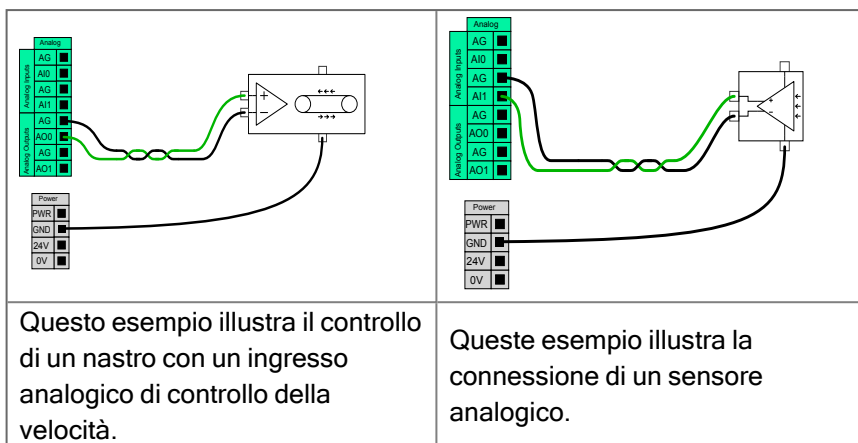 Analog
Analog Inputs
AG
AI0
AG
AI1
Analog Outputs
AG
AO0
AG
AO1
Power
PWR
GND
24V
0V
+
−
←←←
→→→
Questo esempio illustra il controllo
di un nastro con un ingresso
analogico di controllo della
velocità.
Analog
Analog Inputs
AG
AI0
AG
AI1
Analog Outputs
AG
AO0
AG
AO1
Power
PWR
GND
24V
0V
+
−
Queste esempio illustra la
connessione di un sensore
analogico.